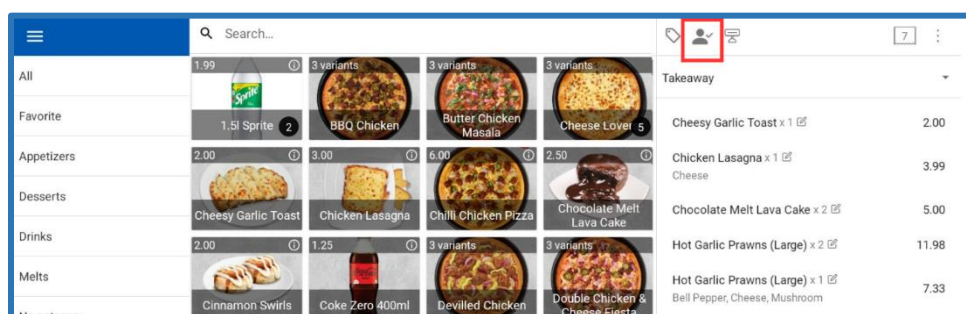 Search...
7
All
Favorite
Appetizers
Desserts
Drinks
Melts
1.99
Sprite
1.5l Sprite
2
3 variants
BBQ Chicken
3 variants
Butter Chicken
Masala
3 variants
Cheese Lover
5
2.00
Cheesy Garlic Toast
3.00
Chicken Lasagna
6.00
Chilli Chicken Pizza
2.50
Chocolate Melt
Lava Cake
2.00
Cinnamon Swirls
1.25
Coke Zero 400ml
3 variants
Devilled Chicken
3 variants
Double Chicken &
Cheese Fiesta
Takeaway
Cheesy Garlic Toast x 1 2.00
Chicken Lasagna x 1 3.99
Cheese
Chocolate Melt Lava Cake x 2 5.00
Hot Garlic Prawns (Large) x 2 11.98
Hot Garlic Prawns (Large) x 1 7.33
Bell Pepper, Cheese, Mushroom